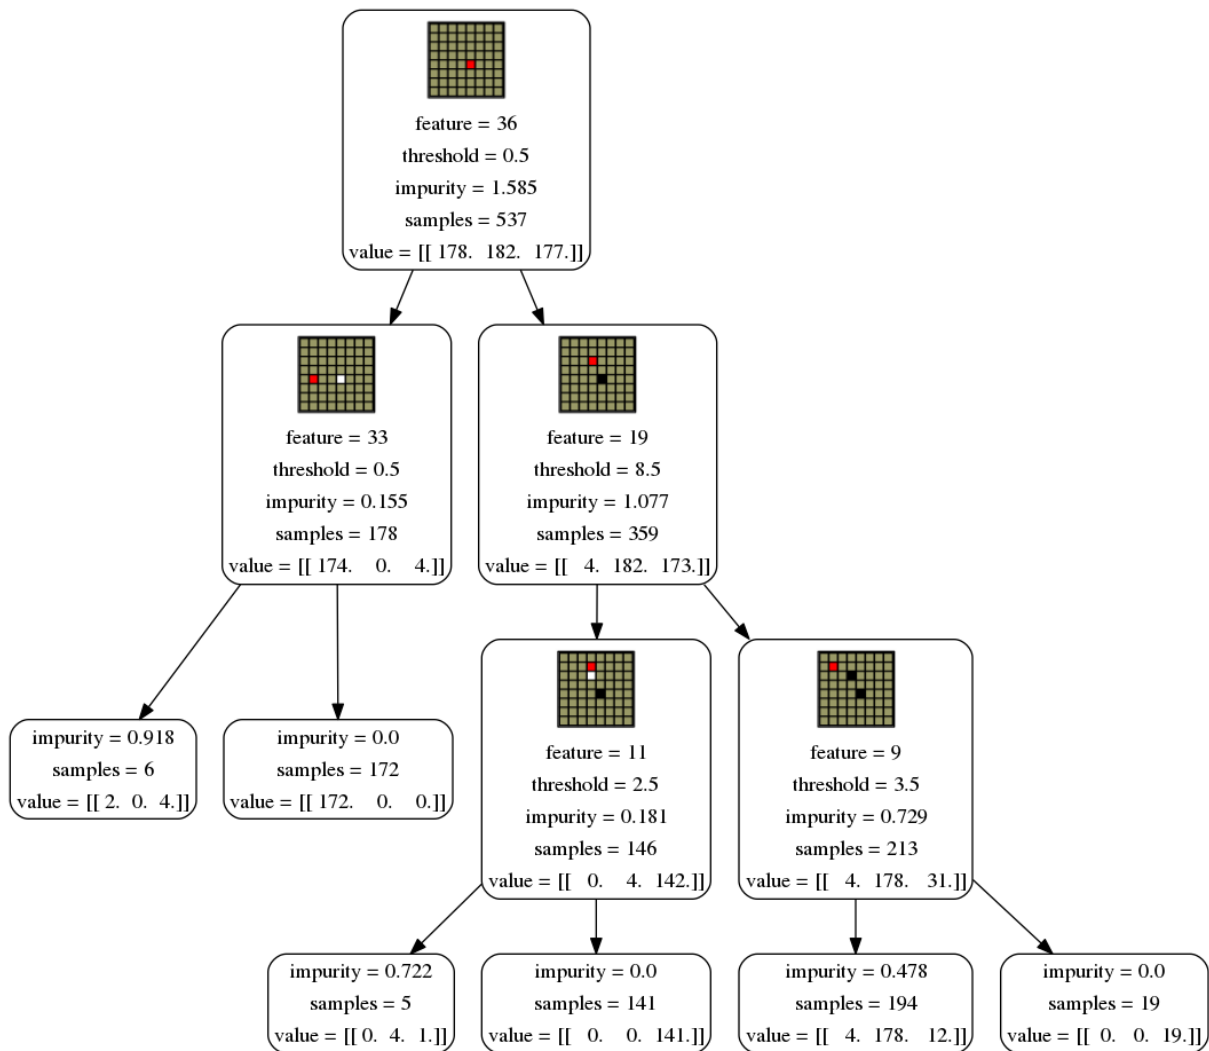 feature = 36
threshold = 0.5
impurity = 1.585
samples = 537
value = [[ 178. 182. 177.]]
feature = 33
threshold = 0.5
impurity = 0.155
samples = 178
value = [[ 174. 0. 4.]]
feature = 19
threshold = 8.5
impurity = 1.077
samples = 359
value = [[ 4. 182. 173.]]
impurity = 0.918
samples = 6
value = [[ 2. 0. 4.]]
impurity = 0.0
samples = 172
value = [[ 172. 0. 0.]]
feature = 11
threshold = 2.5
impurity = 0.181
samples = 146
value = [[ 0. 4. 142.]]
feature = 9
threshold = 3.5
impurity = 0.729
samples = 213
value = [[ 4. 178. 31.]]
impurity = 0.722
samples = 5
value = [[ 0. 4. 1.]]
impurity = 0.0
samples = 141
value = [[ 0. 0. 141.]]
impurity = 0.478
samples = 194
value = [[ 4. 178. 12.]]
impurity = 0.0
samples = 19
value = [[ 0. 0. 19.]]